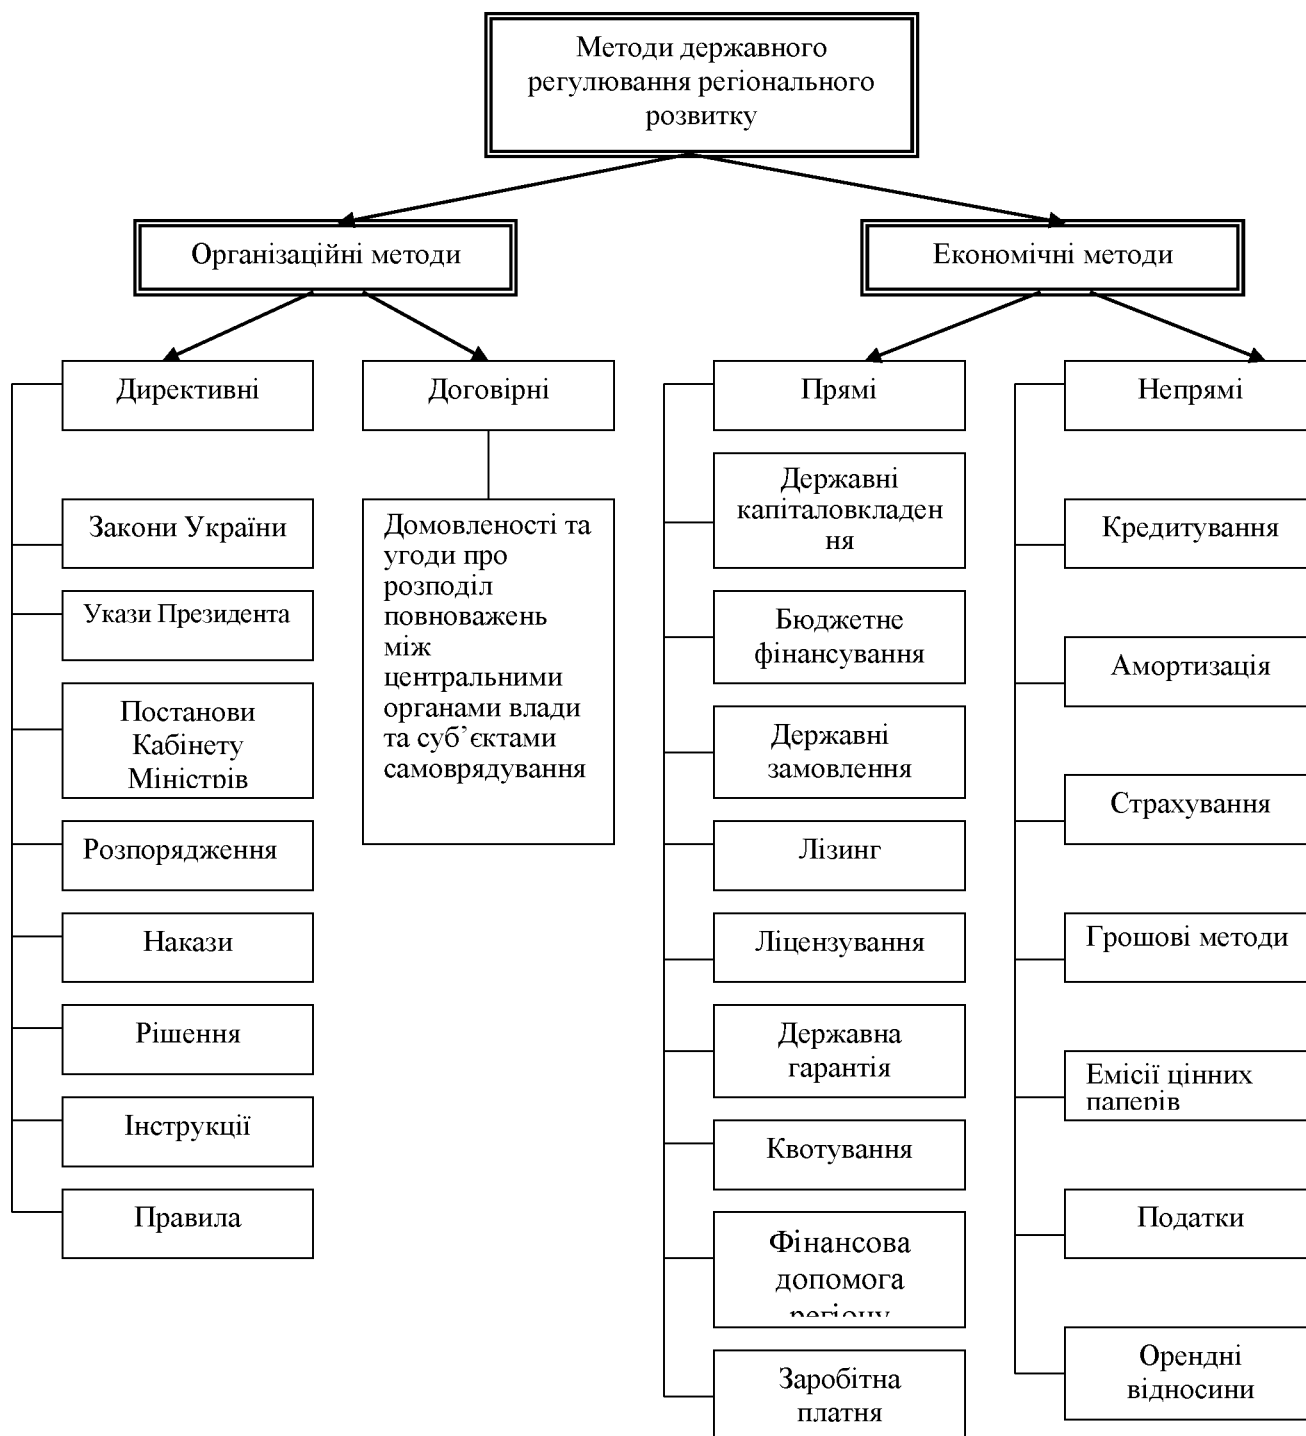 Методи державного
регулювання регіонального
розвитку
Організаційні методи
Економічні методи
Директивні
Договірні
Прямі
Непрямі
Закони України
Укази Президента
Постанови
Кабінету
Міністрів
Розпорядження
Накази
Рішення
Інструкції
Правила
Домовленості та
угоди про
розподіл
повноважень
між
центральними
органами влади
та суб’єктами
самоврядування
Державні
капіталовкладен
ня
Бюджетне
фінансування
Державні
замовлення
Лізинг
Ліцензування
Державна
гарантія
Квотування
Фінансова
допомога
регіону
Заробітна
платня
Кредитування
Амортизація
Страхування
Грошові методи
Емісії цінних
паперів
Податки
Орендні
відносини